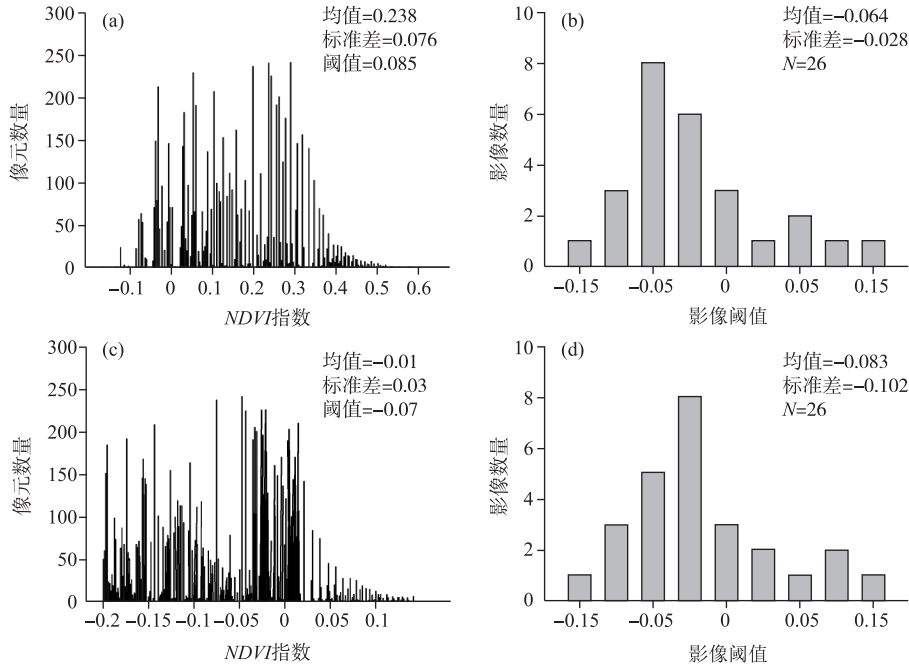 (a)
均值=0.238
标准差=0.076
阈值=0.085
300
250
200
150
100
50
0
像元数量
−0.1 0 0.1 0.2 0.3 0.4 0.5 0.6
NDVI指数
(b)
均值=−0.064
标准差=−0.028
N=26
10
8
6
4
2
0
影像数量
−0.15 −0.05 0 0.05 0.15
影像阈值
(c)
均值=−0.01
标准差=0.03
阈值=−0.07
300
250
200
150
100
50
0
像元数量
−0.2 −0.15 −0.1 −0.05 0 0.05 0.1
NDVI指数
(d)
均值=−0.083
标准差=−0.102
N=26
10
8
6
4
2
0
影像数量
−0.15 −0.05 0 0.05 0.15
影像阈值